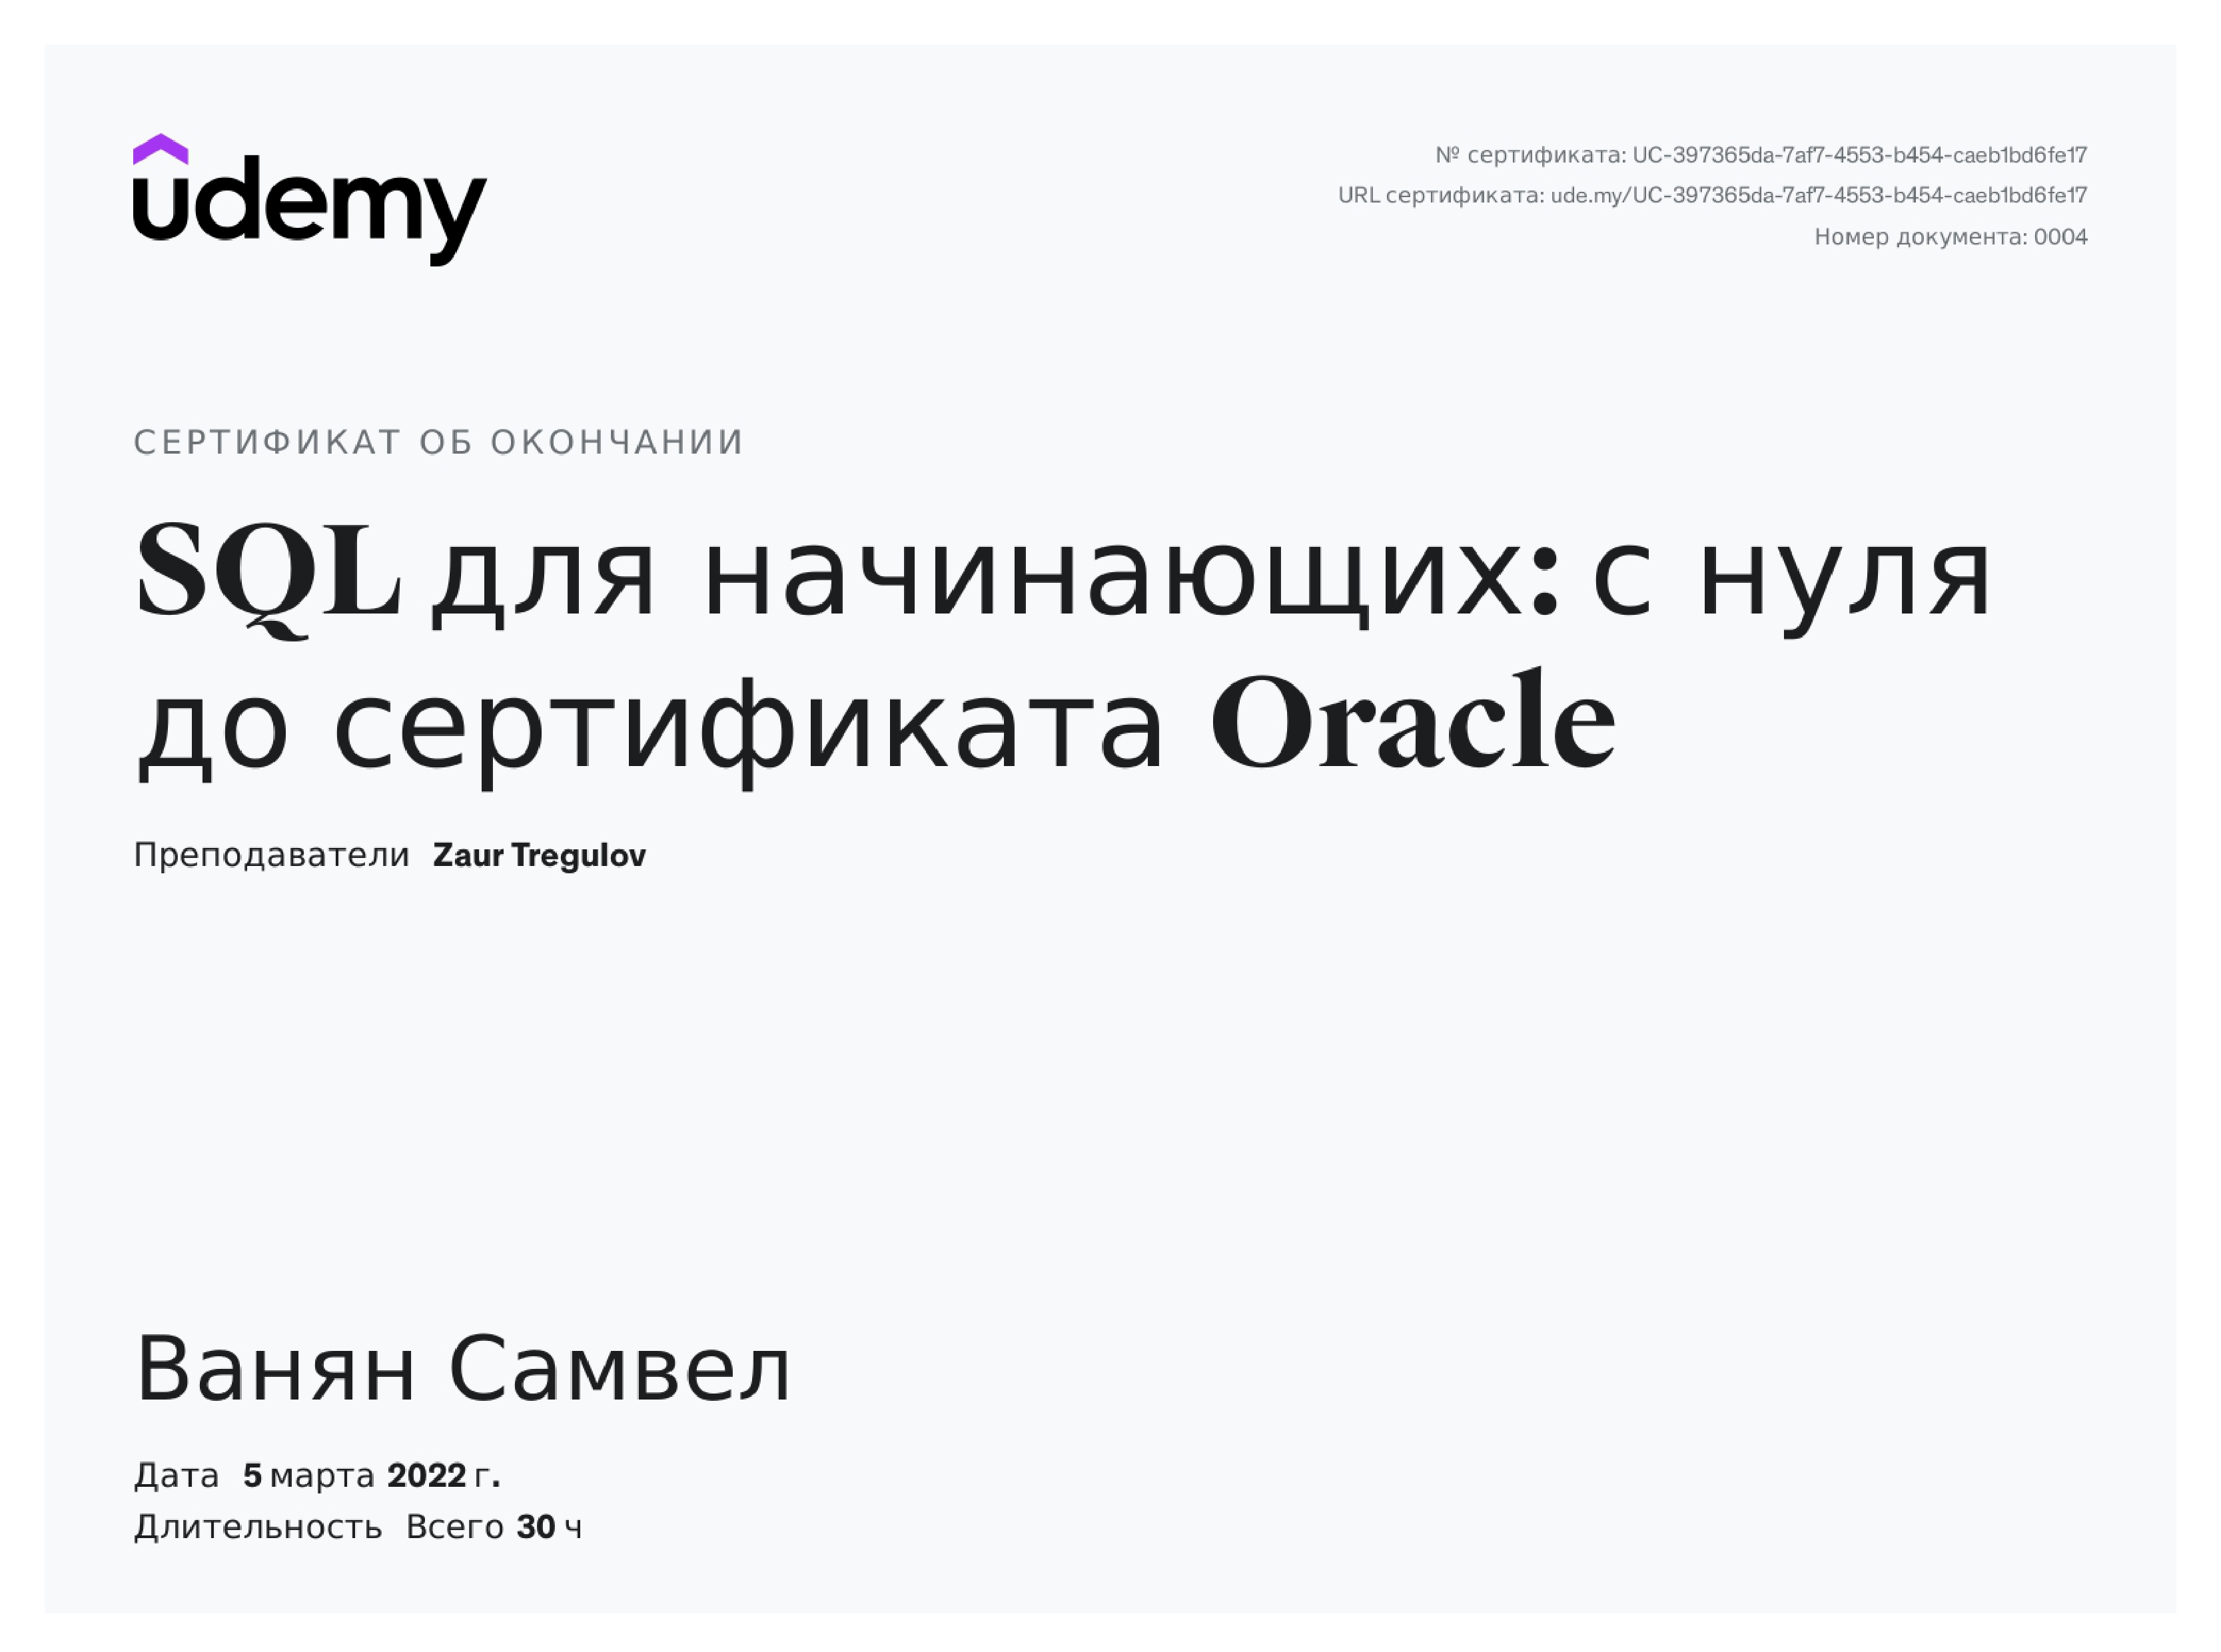 udemy
№ сертификата: UC-397365da-7af7-4553-b454-caeb1bd6fe17
URL сертификата: ude.my/UC-397365da-7af7-4553-b454-caeb1bd6fe17
Номер документа: 0004
СЕРТИФИКАТ ОБ ОКОНЧАНИИ
SQL для начинающих: с нуля
до сертификата Oracle
Преподаватели Zaur Tregulov
Ванян Самвел
Дата 5 марта 2022 г.
Длительность Всего 30 ч